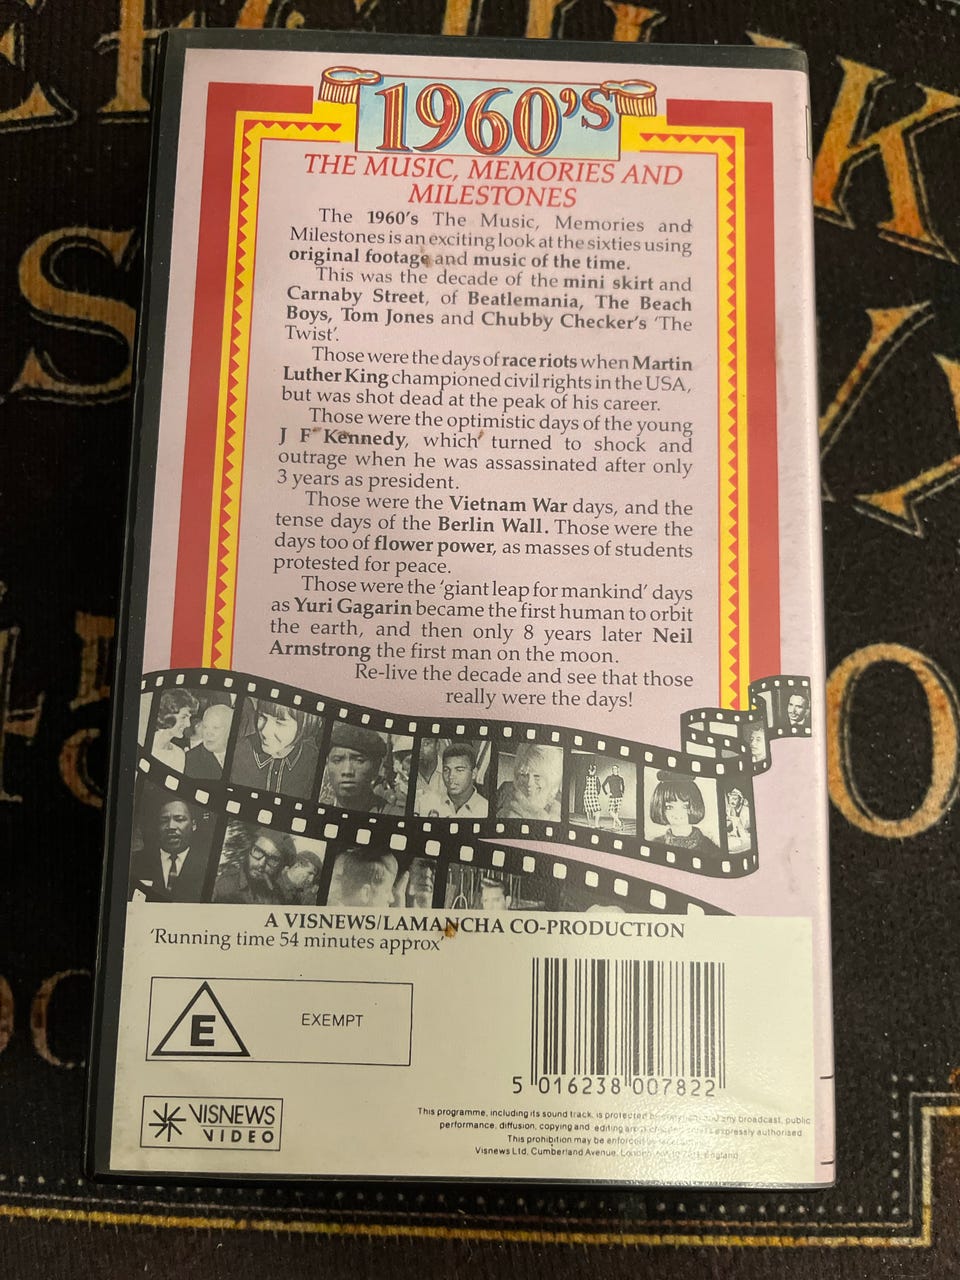 1960's
THE MUSIC, MEMORIES AND
MILESTONES
The 1960's The Music, Memories and
Milestones is an exciting look at the sixties using
original footage and music of the time.
This was the decade of the mini skirt and
Carnaby Street, of Beatlemania, The Beach
Boys, Tom Jones and Chubby Checker's 'The
Twist'.
Those were the days of race riots when Martin
Luther King championed civil rights in the USA,
but was shot dead at the peak of his career.
Those were the optimistic days of the young
J F Kennedy, which turned to shock and
outrage when he was assassinated after only
3 years as president.
Those were the Vietnam War days, and the
tense days of the Berlin Wall. Those were the
days too of flower power, as masses of students
protested for peace.
Those were the 'giant leap for mankind' days
as Yuri Gagarin became the first human to orbit
the earth, and then only 8 years later Neil
Armstrong the first man on the moon.
Re-live the decade and see that those
really were the days!
A VISNEWS/LAMANCHA CO-PRODUCTION
'Running time 54 minutes approx'
E EXEMPT
5 016238 007822
VISNEWS
VIDEO
This programme, including its sound track, is protected by copyright and any broadcast, public
performance, diffusion, copying and editing are expressly authorised.
This prohibition may be enforced
Visnews Ltd, Cumberland Avenue, London England